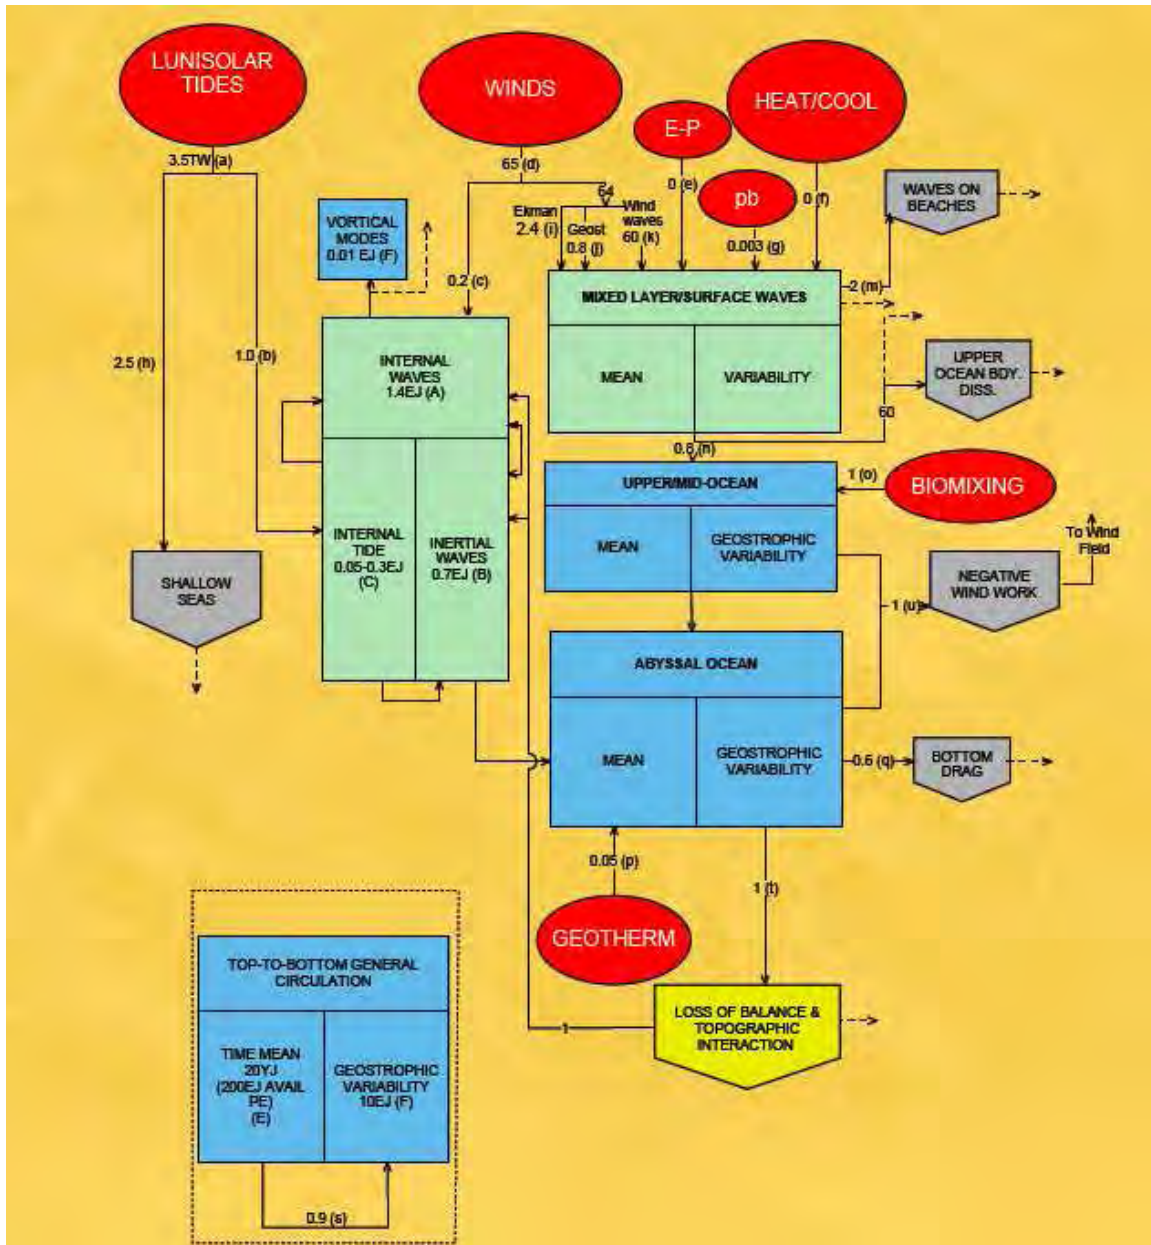 LUNISOLAR
TIDES
WINDS
HEAT/COOL
E-P
pb
3.5TW (a)
65 (d)
64
0 (e)
0 (f)
WAVES ON
BEACHES
VORTICAL
MODES
0.01 EJ (F)
Ekman
2.4 (i)
Geost
0.8 (j)
Wind
waves
60 (k)
0.003 (g)
0.2 (c)
2 (m)
MIXED LAYER/SURFACE WAVES
MEAN
VARIABILITY
2.5 (h)
1.0 (b)
INTERNAL
WAVES
1.4EJ (A)
UPPER
OCEAN BDY.
DISS.
60
0.8 (n)
UPPER/MID-OCEAN
1 (o)
BIOMIXING
MEAN
GEOSTROPHIC
VARIABILITY
INTERNAL
TIDE
0.05-0.3EJ
(C)
INERTIAL
WAVES
0.7EJ (B)
To Wind
Field
SHALLOW
SEAS
NEGATIVE
WIND WORK
1 (u)
ABYSSAL OCEAN
MEAN
GEOSTROPHIC
VARIABILITY
0.6 (q)
BOTTOM
DRAG
0.05 (p)
1 (t)
GEOTHERM
LOSS OF BALANCE &
TOPOGRAPHIC
INTERACTION
1
TOP-TO-BOTTOM GENERAL
CIRCULATION
TIME MEAN
20YJ
(200EJ AVAIL
PE)
(E)
GEOSTROPHIC
VARIABILITY
10EJ (F)
0.9 (s)